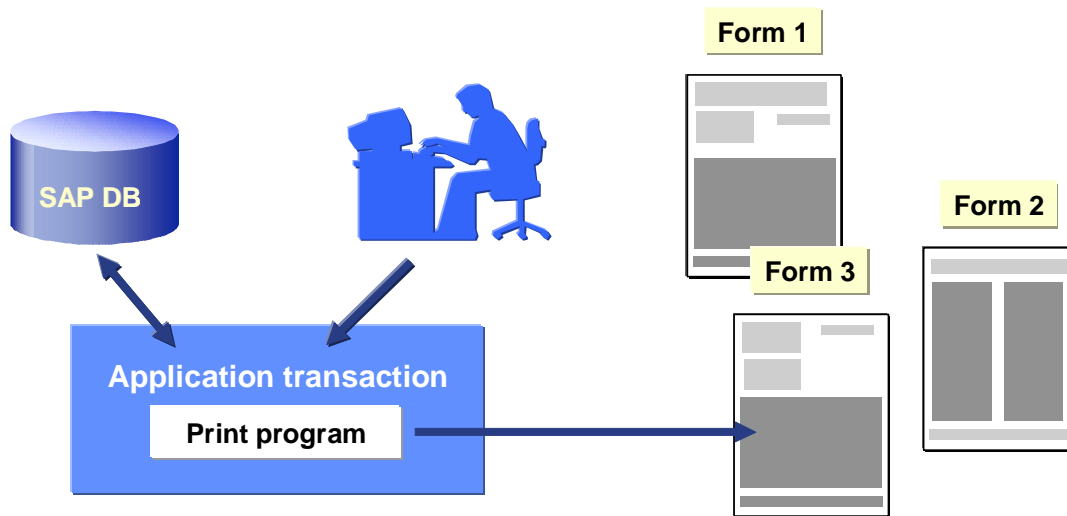 Form 1
SAP DB
Form 2
Form 3
Application transaction
Print program